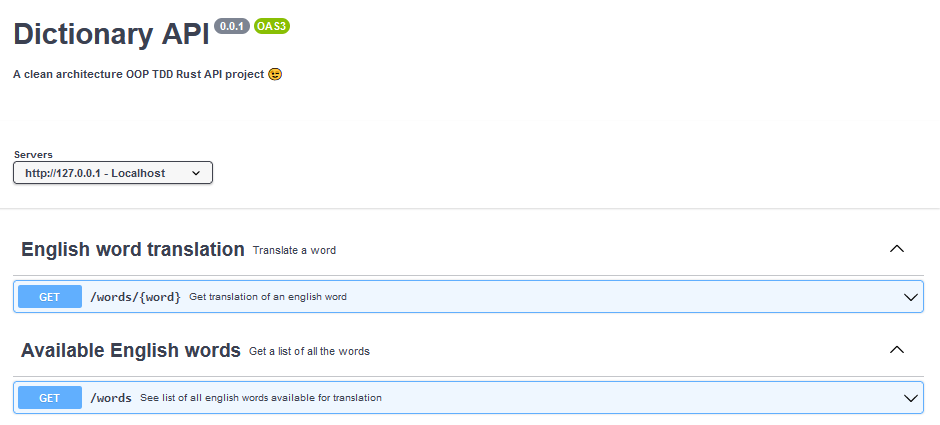 Dictionary API 0.0.1 OAS3
A clean architecture OOP TDD Rust API project 😉
Servers
http://127.0.0.1 - Localhost
English word translation Translate a word
GET /words/{word} Get translation of an english word
Available English words Get a list of all the words
GET /words See list of all english words available for translation